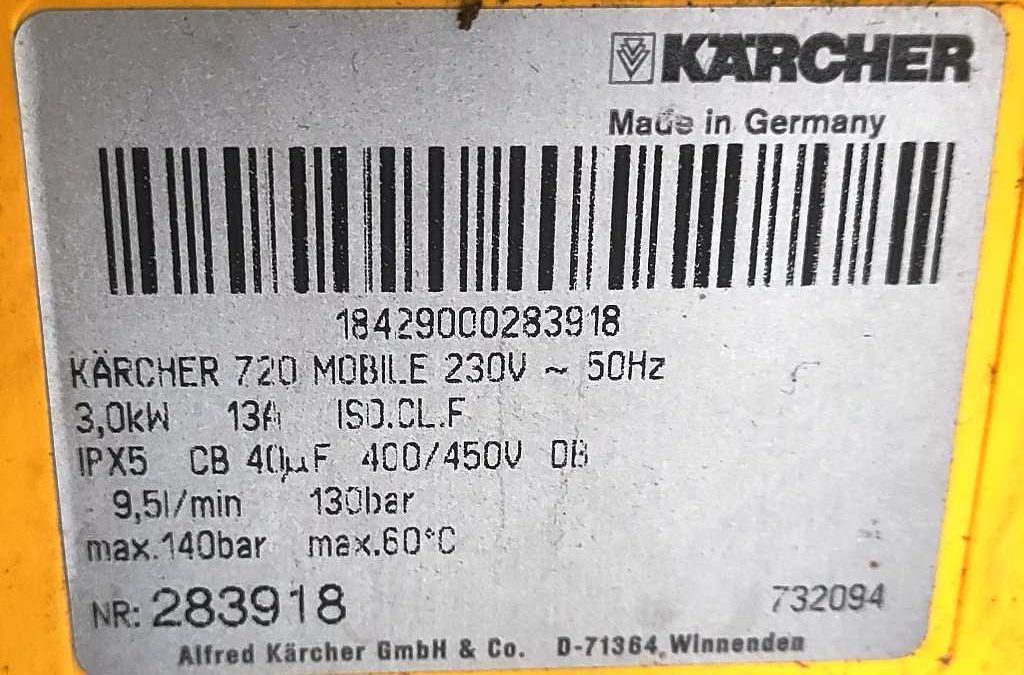 KÄRCHER
Made in Germany
18429000283918
KÄRCHER 720 MOBILE 230V ~ 50Hz
3,0kW 13A ISO.CL.F
IPX5 CB 40µF 400/450V DB
9,5l/min 130bar
max.140bar max.60°C
NR: 283918 732094
Alfred Kärcher GmbH & Co. D-71364 Winnenden